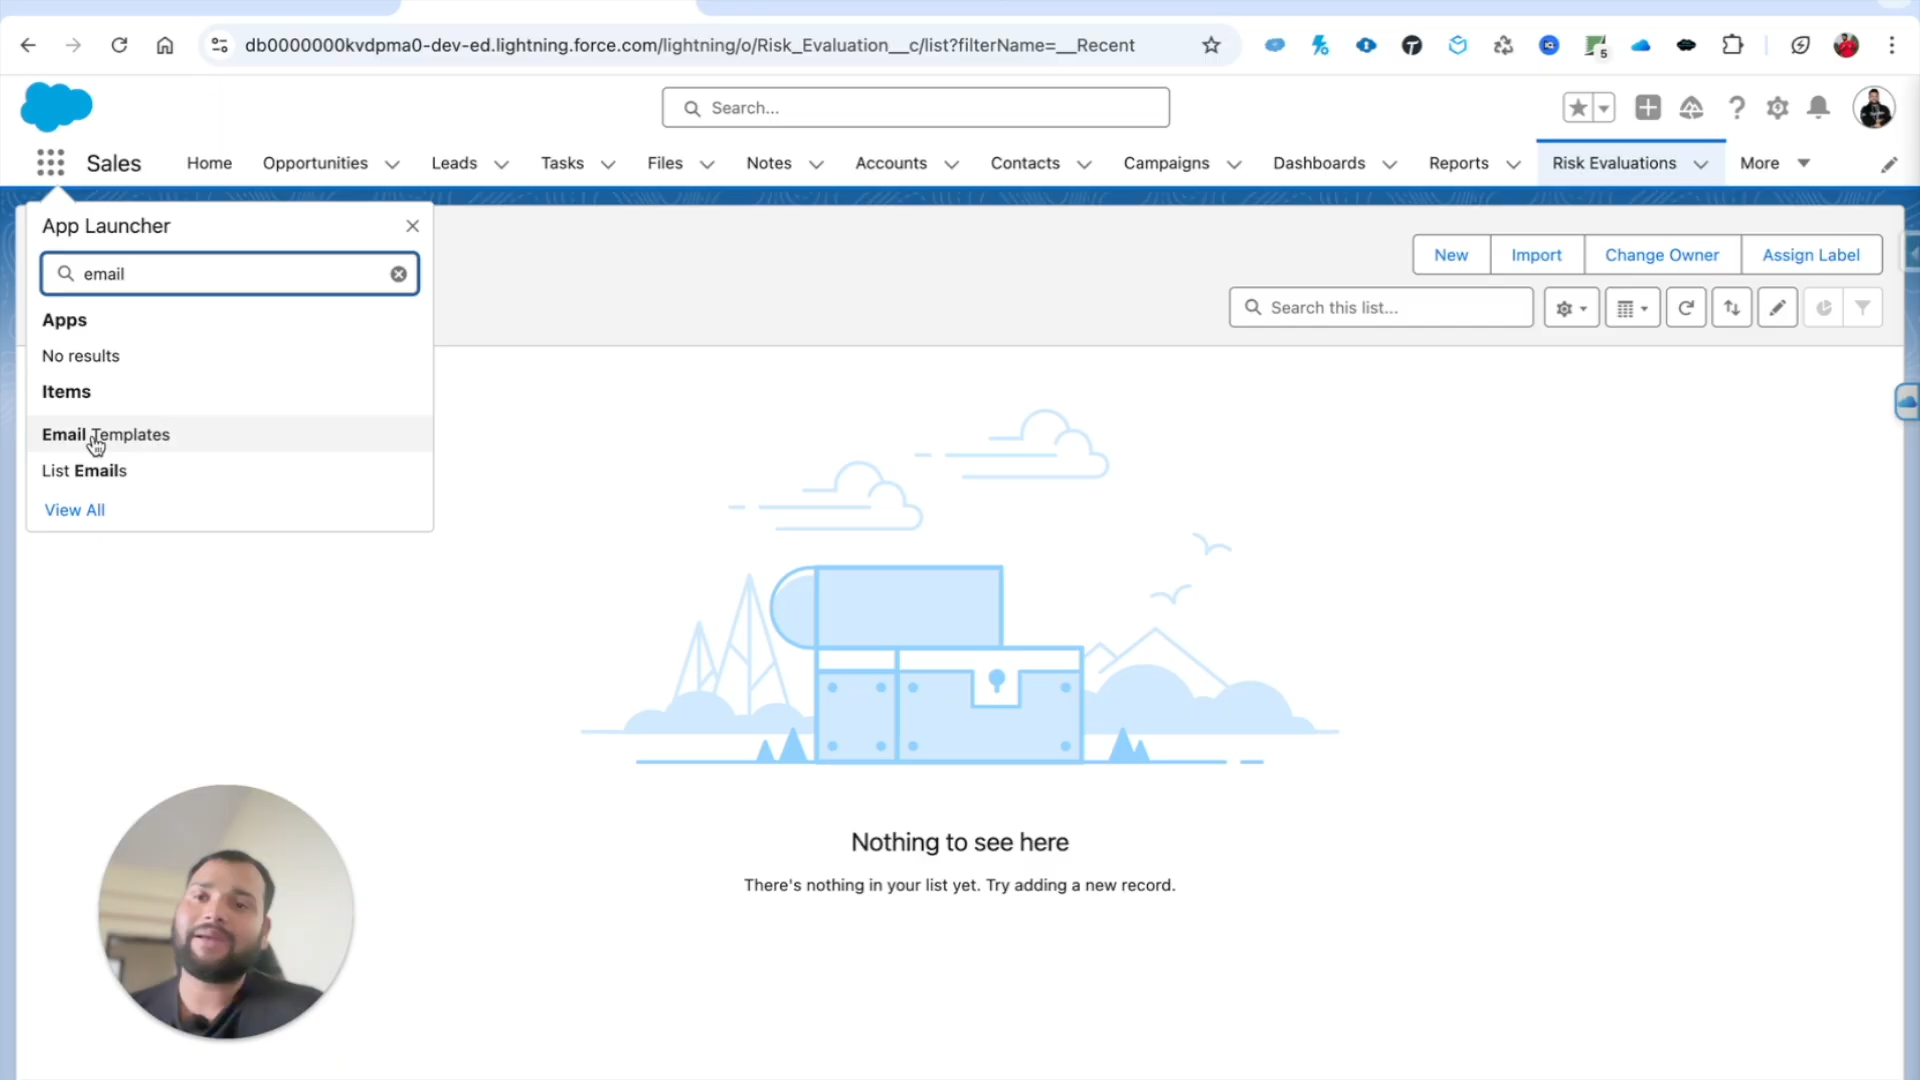 db0000000kvdpma0-dev-ed.lightning.force.com/lightning/o/Risk_Evaluation__c/list?filterName=__Recent
5
Search...
Sales
Home
Opportunities
Leads
Tasks
Files
Notes
Accounts
Contacts
Campaigns
Dashboards
Reports
Risk Evaluations
More
App Launcher
email
Apps
No results
Items
Email Templates
List Emails
View All
New
Import
Change Owner
Assign Label
Search this list...
Nothing to see here
There's nothing in your list yet. Try adding a new record.